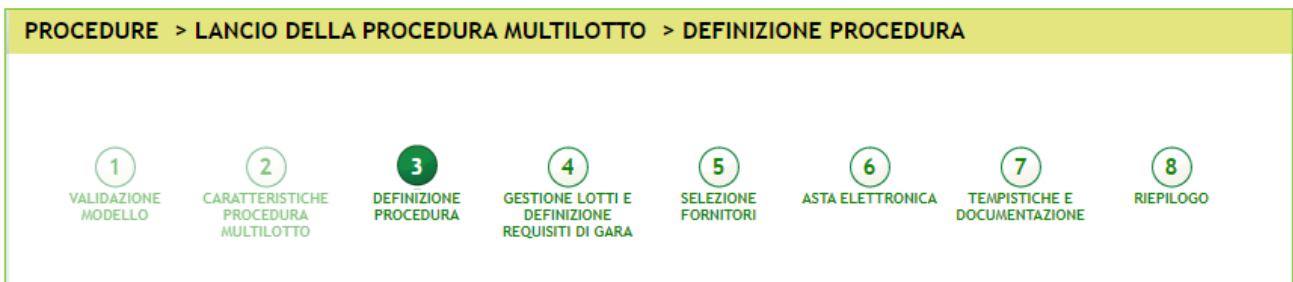 PROCEDURE > LANCIO DELLA PROCEDURA MULTILOTTO > DEFINIZIONE PROCEDURA
1
VALIDAZIONE
MODELLO
2
CARATTERISTICHE
PROCEDURA
MULTILOTTO
3
DEFINIZIONE
PROCEDURA
4
GESTIONE LOTTI E
DEFINIZIONE
REQUISITI DI GARA
5
SELEZIONE
FORNITORI
6
ASTA ELETTRONICA
7
TEMPISTICHE E
DOCUMENTAZIONE
8
RIEPILOGO